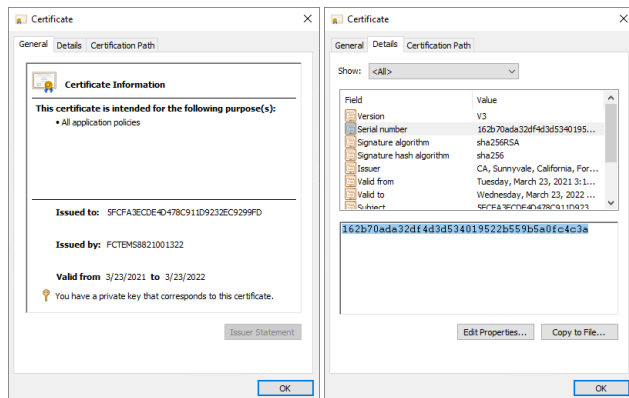 Certificate
General Details Certification Path
Certificate Information
This certificate is intended for the following purpose(s):
• All application policies
Issued to: 5FCFA3ECDE4D478C911D9232EC9299FD
Issued by: FCTEMS8821001322
Valid from 3/23/2021 to 3/23/2022
You have a private key that corresponds to this certificate.
Issuer Statement
OK
Certificate
General Details Certification Path
Show: <All>
Field Value
Version V3
Serial number 162b70ada32df4d3d5340195...
Signature algorithm sha256RSA
Signature hash algorithm sha256
Issuer CA, Sunnyvale, California, For...
Valid from Tuesday, March 23, 2021 3:1...
Valid to Wednesday, March 23, 2022 ...
Subject 5FCFA3ECDE4D478C911D923
162b70ada32df4d3d534019522b559b5a0fc4c3a
Edit Properties... Copy to File...
OK